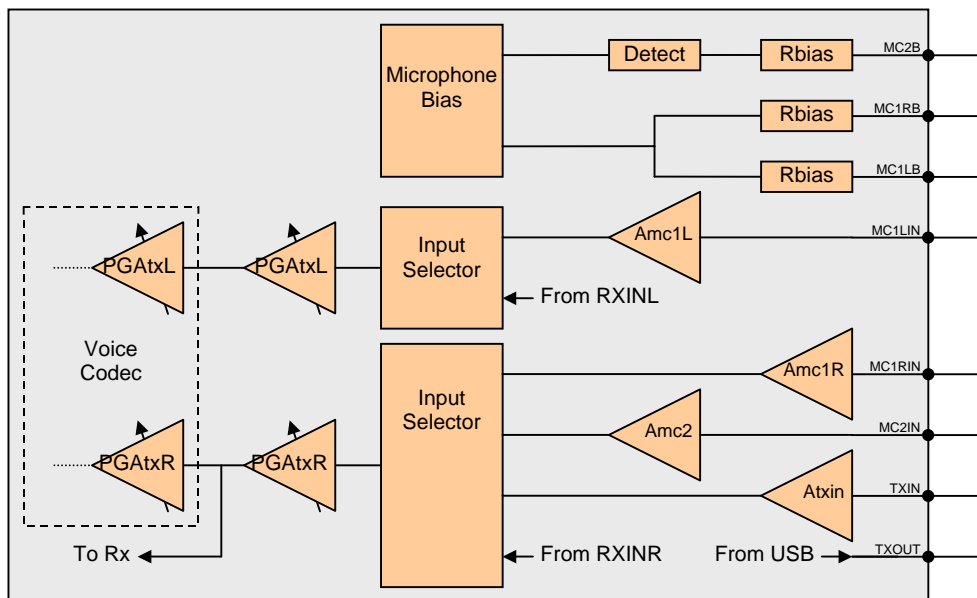 Microphone
Bias
Detect
Rbias
MC2B
Rbias
MC1RB
Rbias
MC1LB
PGAtxL
PGAtxL
Input
Selector
Amc1L
MC1LIN
From RXINL
Voice
Codec
Amc1R
MC1RIN
Input
Selector
Amc2
MC2IN
PGAtxR
PGAtxR
Atxin
TXIN
To Rx
From RXINR
From USB
TXOUT